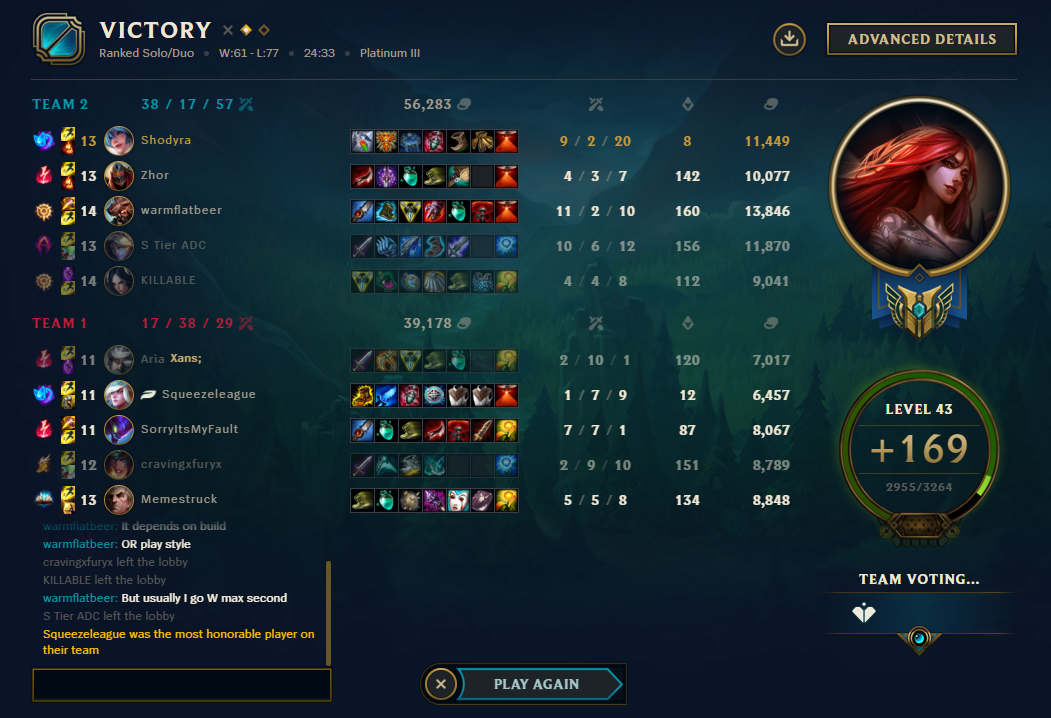 VICTORY
Ranked Solo/Duo • W:61 - L:77 • 24:33 • Platinum III
ADVANCED DETAILS
TEAM 2 38 / 17 / 57 56,283
13 Shodyra 9 / 2 / 20 8 11,449
13 Zhor 4 / 3 / 7 142 10,077
14 warmflatbeer 11 / 2 / 10 160 13,846
13 S Tier ADC 10 / 6 / 12 156 11,870
14 KILLABLE 4 / 4 / 8 112 9,041
TEAM 1 17 / 38 / 29 39,178
11 Aria Xans; 2 / 10 / 1 120 7,017
11 Squeezeleague 1 / 7 / 9 12 6,457
11 SorryItsMyFault 7 / 7 / 1 87 8,067
12 cravingxfuryx 2 / 9 / 10 151 8,789
13 Memestruck 5 / 5 / 8 134 8,848
warmflatbeer: It depends on build
warmflatbeer: OR play style
cravingxfuryx left the lobby
KILLABLE left the lobby
warmflatbeer: But usually I go W max second
S Tier ADC left the lobby
Squeezeleague was the most honorable player on
their team
LEVEL 43
+169
2955/3264
TEAM VOTING...
PLAY AGAIN